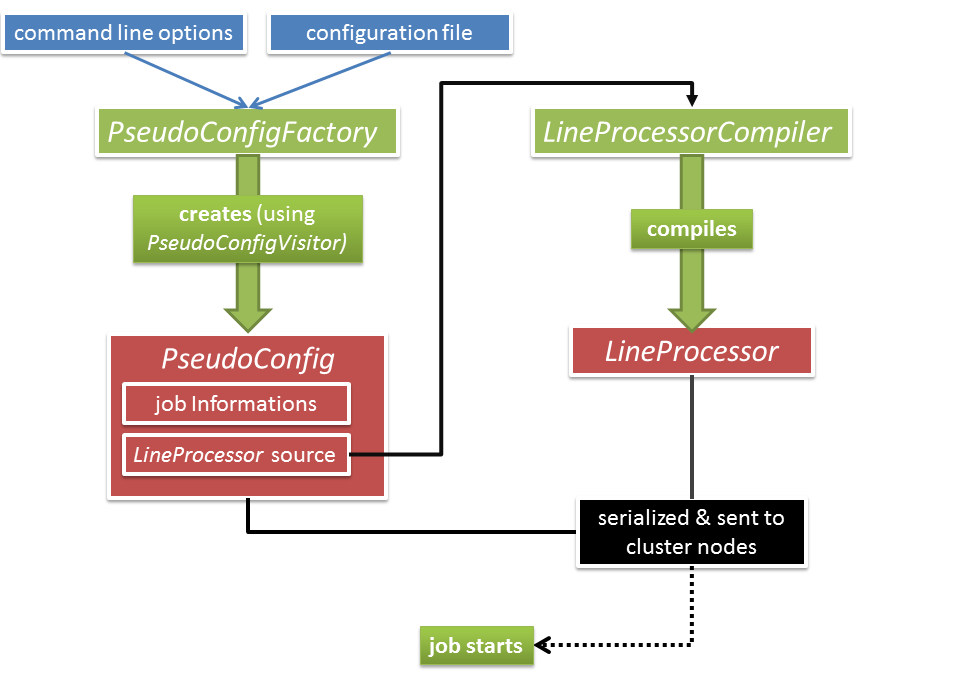 command line options
configuration file
PseudoConfigFactory
LineProcessorCompiler
creates (using
PseudoConfigVisitor)
compiles
PseudoConfig
LineProcessor
job Informations
LineProcessor source
serialized & sent to
cluster nodes
job starts